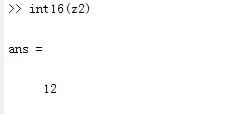 >> int16(z2)
ans =
12